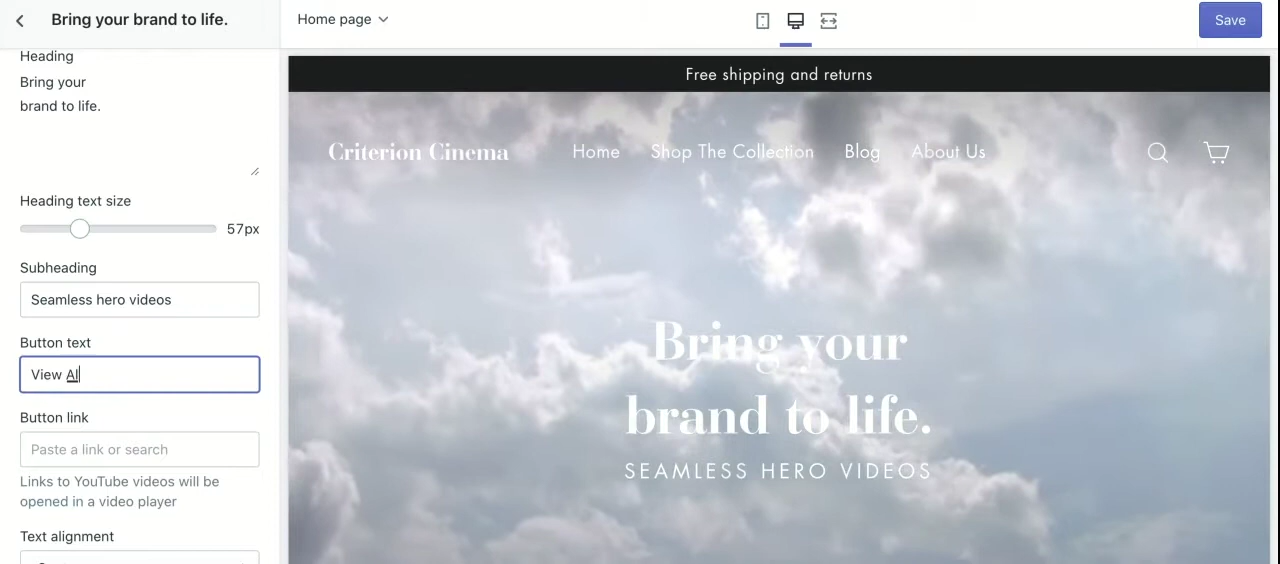 Bring your brand to life.
Home page
Save
Heading
Bring your
brand to life.
Heading text size
57px
Subheading
Seamless hero videos
Button text
View Al
Button link
Paste a link or search
Links to YouTube videos will be
opened in a video player
Text alignment
Free shipping and returns
Criterion Cinema
Home
Shop The Collection
Blog
About Us
Bring your
brand to life.
SEAMLESS HERO VIDEOS